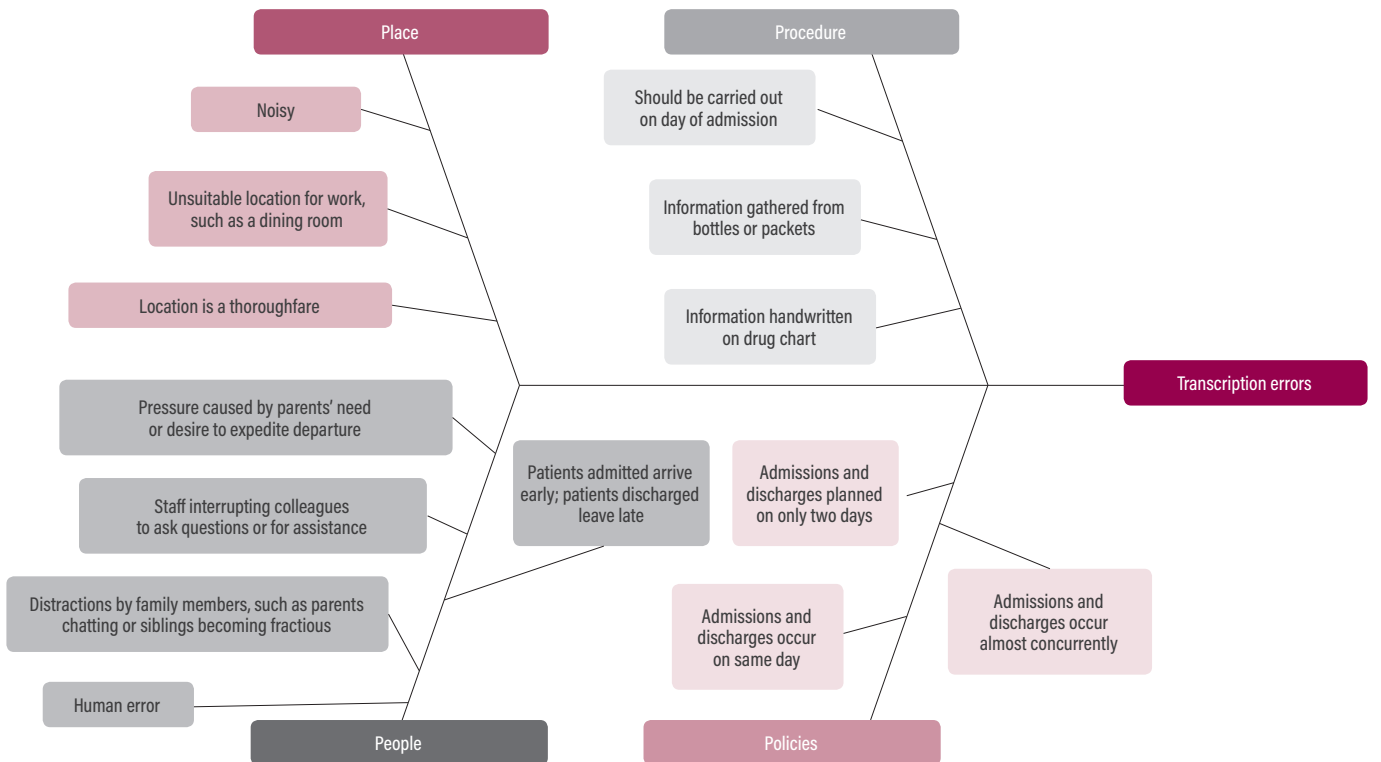 Place
Noisy
Unsuitable location for work,
such as a dining room
Location is a thoroughfare
Procedure
Should be carried out
on day of admission
Information gathered from
bottles or packets
Information handwritten
on drug chart
Transcription errors
Pressure caused by parents’ need
or desire to expedite departure
Staff interrupting colleagues
to ask questions or for assistance
Patients admitted arrive
early; patients discharged
leave late
Distractions by family members, such as parents
chatting or siblings becoming fractious
Human error
People
Admissions and
discharges planned
on only two days
Admissions and
discharges occur
almost concurrently
Admissions and
discharges occur
on same day
Policies